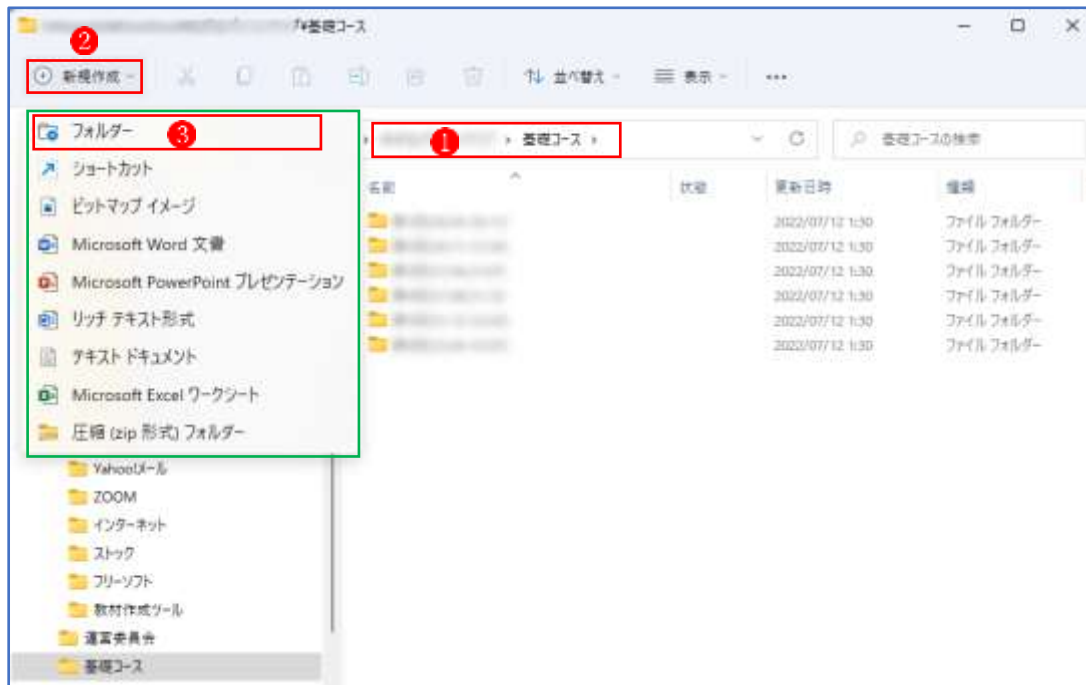 ¥基礎コース
2
新規作成
並べ替え
表示
•••
フォルダー
3
1
› 基礎コース ›
基礎コースの検索
ショートカット
ビットマップ イメージ
Microsoft Word 文書
Microsoft PowerPoint プレゼンテーション
リッチ テキスト形式
テキスト ドキュメント
Microsoft Excel ワークシート
圧縮 (zip 形式) フォルダー
名前 状態 更新日時 種類
2022/07/12 1:30 ファイル フォルダー
2022/07/12 1:30 ファイル フォルダー
2022/07/12 1:30 ファイル フォルダー
2022/07/12 1:30 ファイル フォルダー
2022/07/12 1:30 ファイル フォルダー
2022/07/12 1:30 ファイル フォルダー
Yahoo!メール
ZOOM
インターネット
ストック
フリーソフト
教材作成ツール
運営委員会
基礎コース